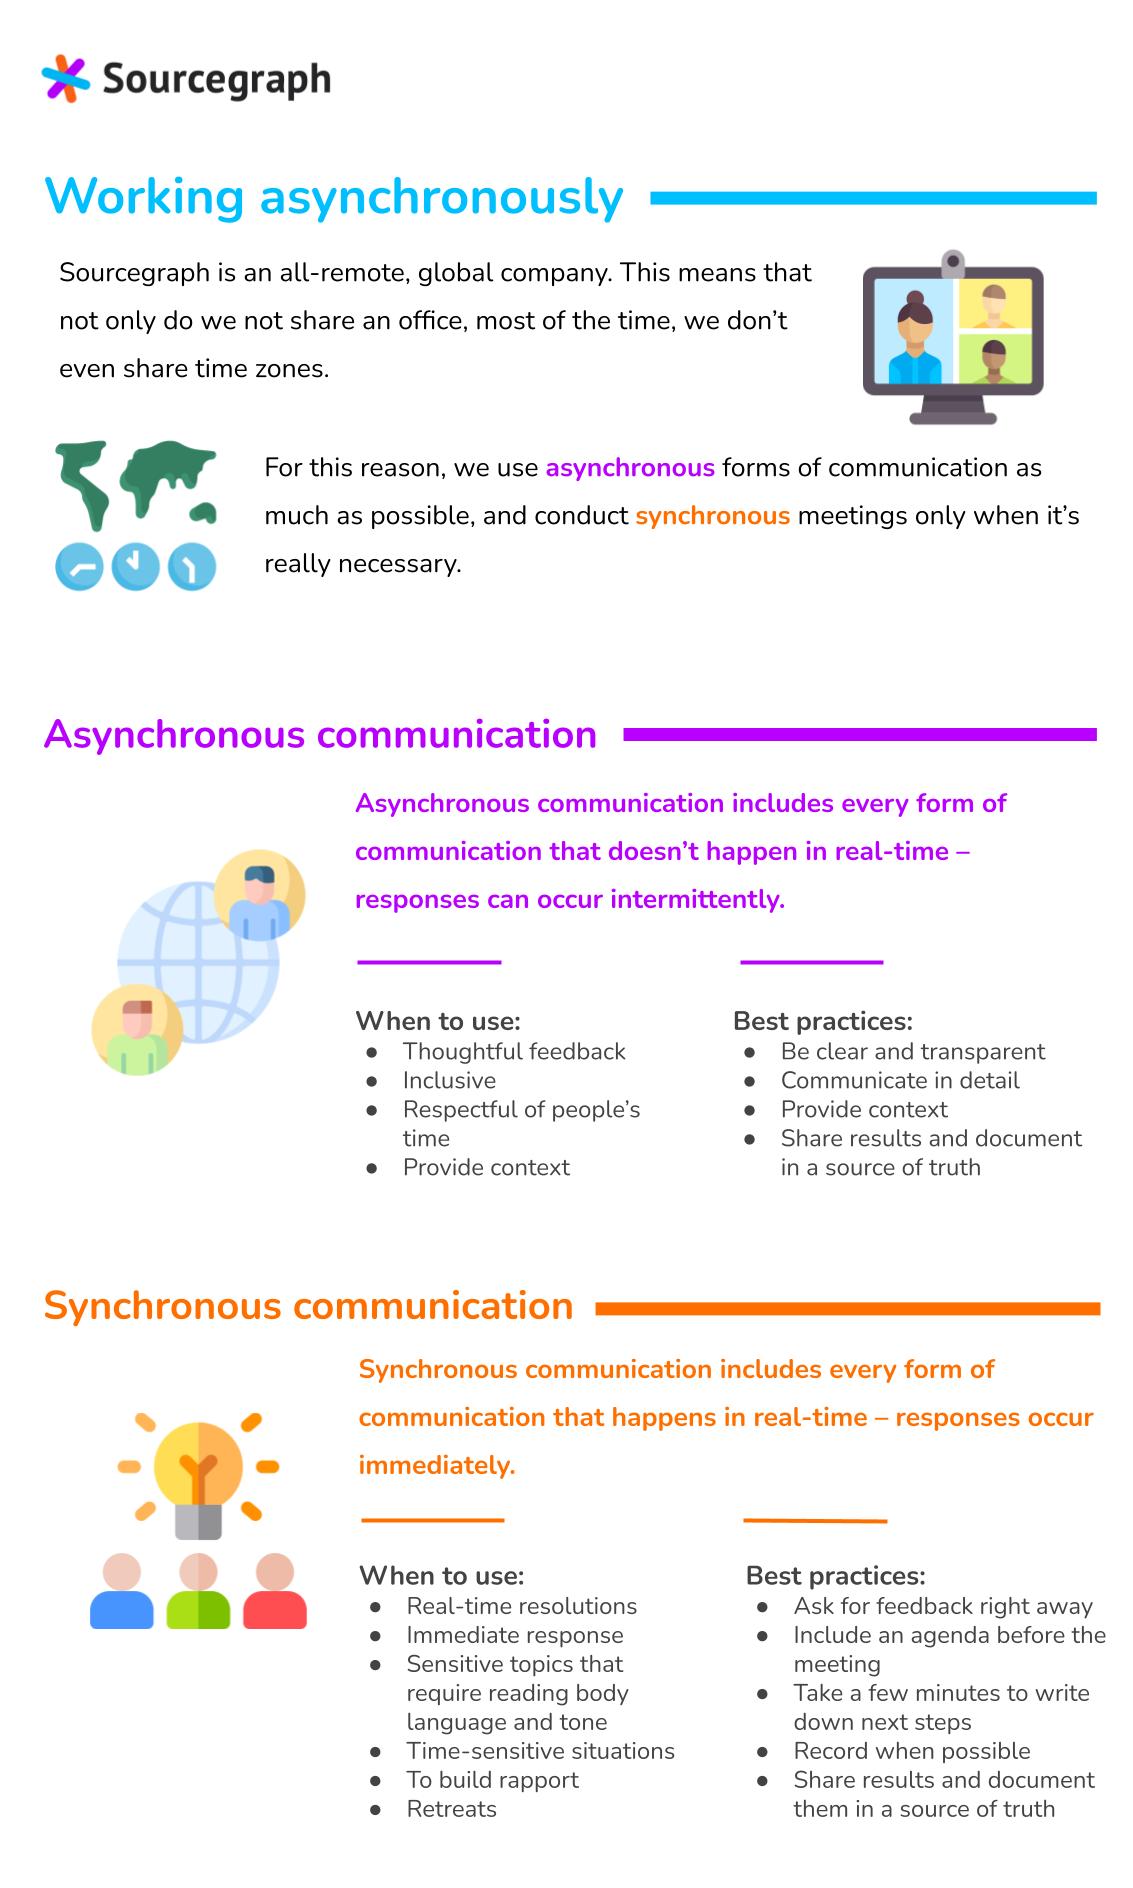 Sourcegraph
Working asynchronously
Sourcegraph is an all-remote, global company. This means that
not only do we not share an office, most of the time, we don’t
even share time zones.
For this reason, we use asynchronous forms of communication as
much as possible, and conduct synchronous meetings only when it’s
really necessary.
Asynchronous communication
Asynchronous communication includes every form of
communication that doesn’t happen in real-time –
responses can occur intermittently.
When to use:
● Thoughtful feedback
● Inclusive
● Respectful of people’s
time
● Provide context
Best practices:
● Be clear and transparent
● Communicate in detail
● Provide context
● Share results and document
in a source of truth
Synchronous communication
Synchronous communication includes every form of
communication that happens in real-time – responses occur
immediately.
When to use:
● Real-time resolutions
● Immediate response
● Sensitive topics that
require reading body
language and tone
● Time-sensitive situations
● To build rapport
● Retreats
Best practices:
● Ask for feedback right away
● Include an agenda before the
meeting
● Take a few minutes to write
down next steps
● Record when possible
● Share results and document
them in a source of truth